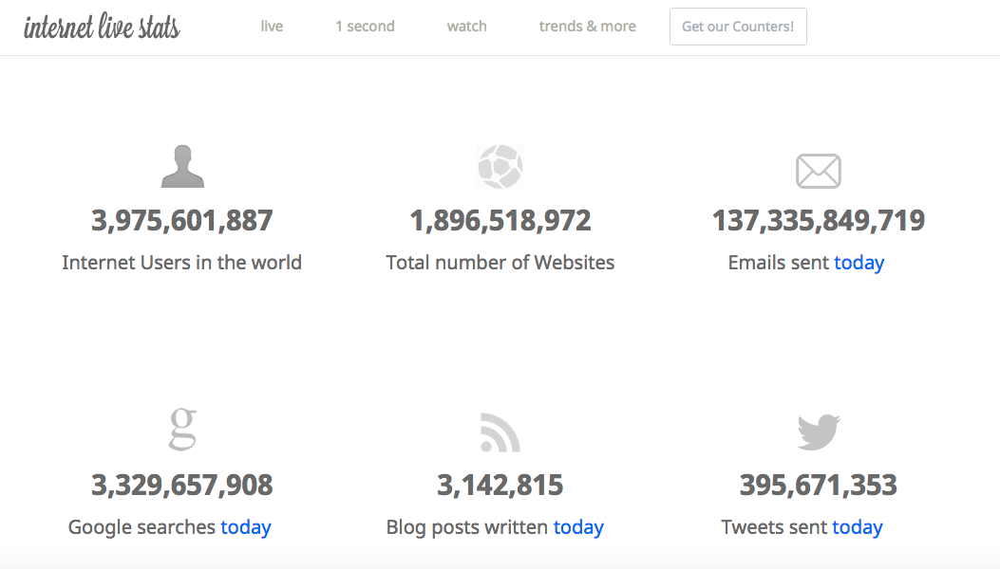 internet live stats live 1 second watch trends & more Get our Counters!
3,975,601,887 1,896,518,972 137,335,849,719
Internet Users in the world Total number of Websites Emails sent today
g
3,329,657,908 3,142,815 395,671,353
Google searches today Blog posts written today Tweets sent today